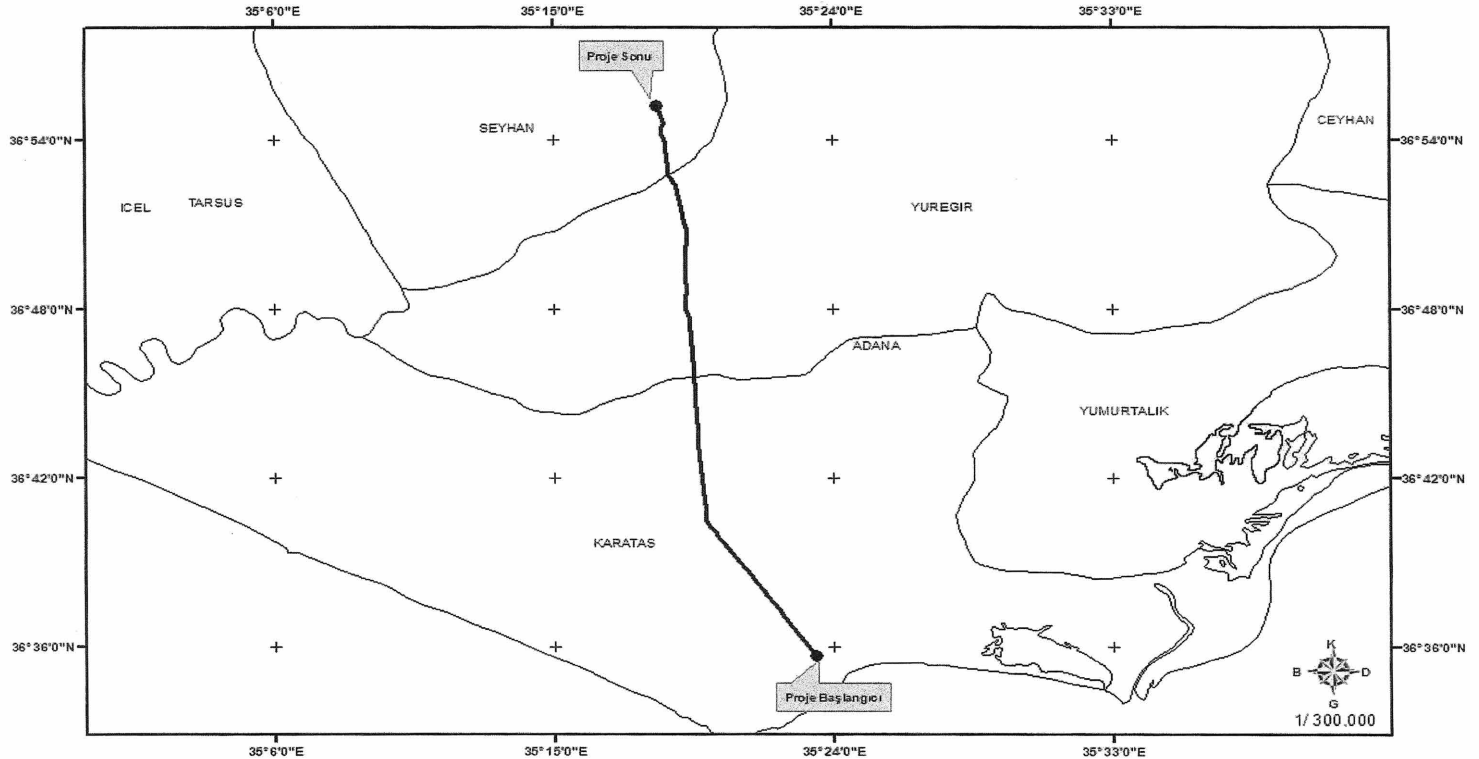 35°6'0"E
35°15'0"E
35°24'0"E
35°33'0"E
Proje Sonu
SEYHAN
CEYHAN
36°54'0"N
36°54'0"N
ICEL
TARSUS
YUREGIR
36°48'0"N
36°48'0"N
ADANA
YUMURTALIK
36°42'0"N
36°42'0"N
KARATAS
36°36'0"N
36°36'0"N
K
B
D
G
Proje Başlangıcı
1/ 300.000
35°6'0"E
35°15'0"E
35°24'0"E
35°33'0"E